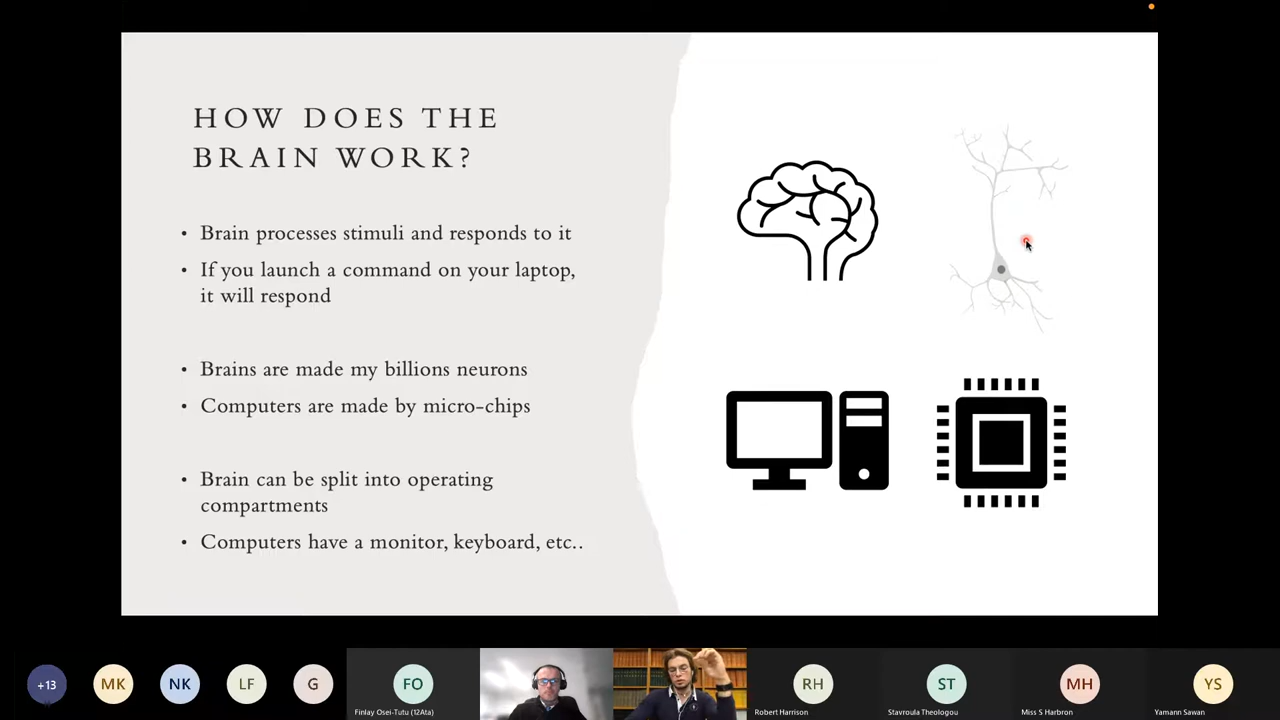 HOW DOES THE
BRAIN WORK?
• Brain processes stimuli and responds to it
• If you launch a command on your laptop,
it will respond
• Brains are made my billions neurons
• Computers are made by micro-chips
• Brain can be split into operating
compartments
• Computers have a monitor, keyboard, etc..
+13
MK
NK
LF
G
FO
RH
ST
MH
YS
Finlay Osei-Tutu (12Ata)
Robert Harrison
Stavroula Theologou
Miss S Harbron
Yamann Sawan